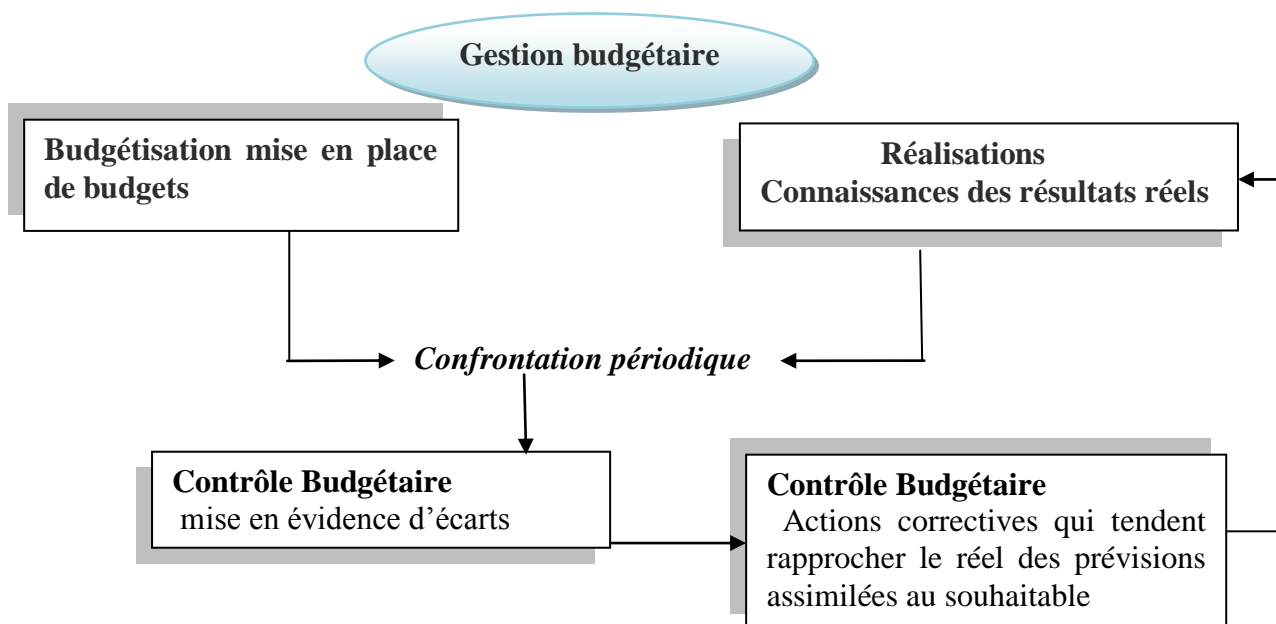 Gestion budgétaire
Budgétisation mise en place
de budgets
Réalisations
Connaissances des résultats réels
Confrontation périodique
Contrôle Budgétaire
mise en évidence d’écarts
Contrôle Budgétaire
Actions correctives qui tendent
rapprocher le réel des prévisions
assimilées au souhaitable